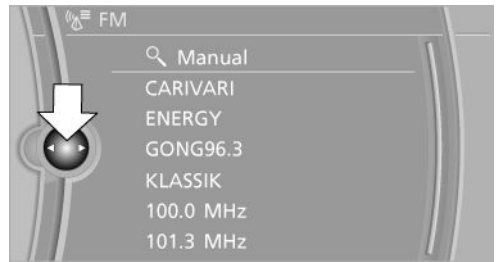 FM
Manual
CARIVARI
ENERGY
GONG96.3
KLASSIK
100.0 MHz
101.3 MHz